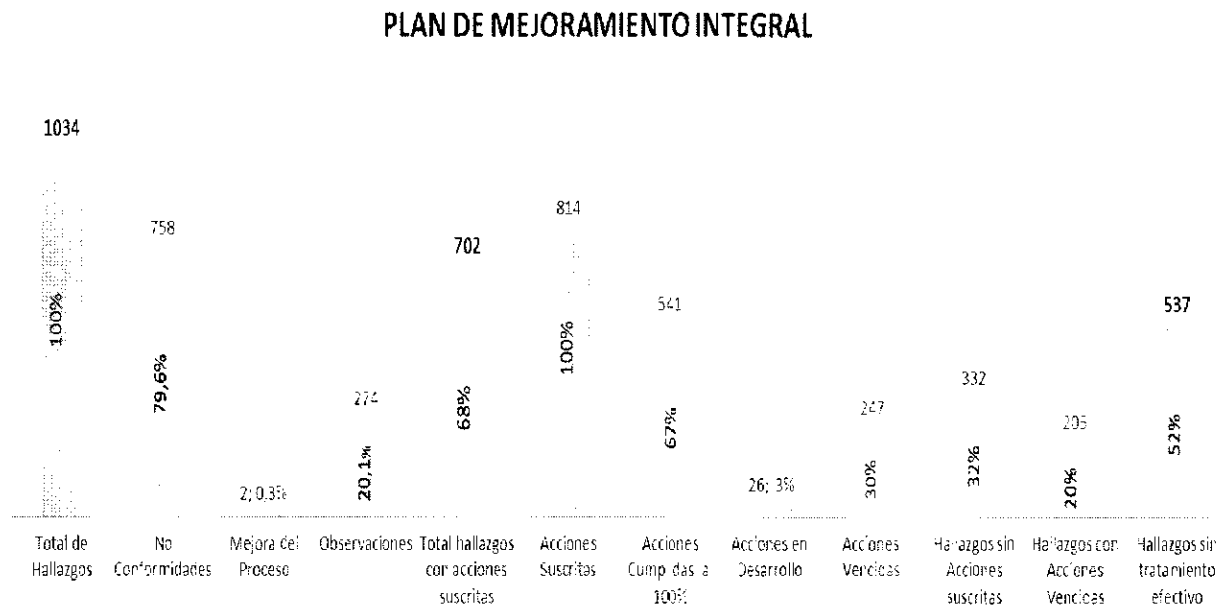 PLAN DE MEJORAMIENTO INTEGRAL
1034
758
702
814
541
537
274
332
247
205
2; 0,3%
26; 3%
100%
79,6%
20,1%
68%
100%
67%
30%
32%
20%
52%
Total de Hallazgos
No Conformidades
Mejora del Proceso
Observaciones
Total hallazgos con acciones suscritas
Acciones Suscritas
Acciones Cumplidas a 100%
Acciones en Desarrollo
Acciones Vencidas
Hallazgos sin Acciones suscritas
Hallazgos con Acciones Vencidas
Hallazgos sin tratamiento efectivo